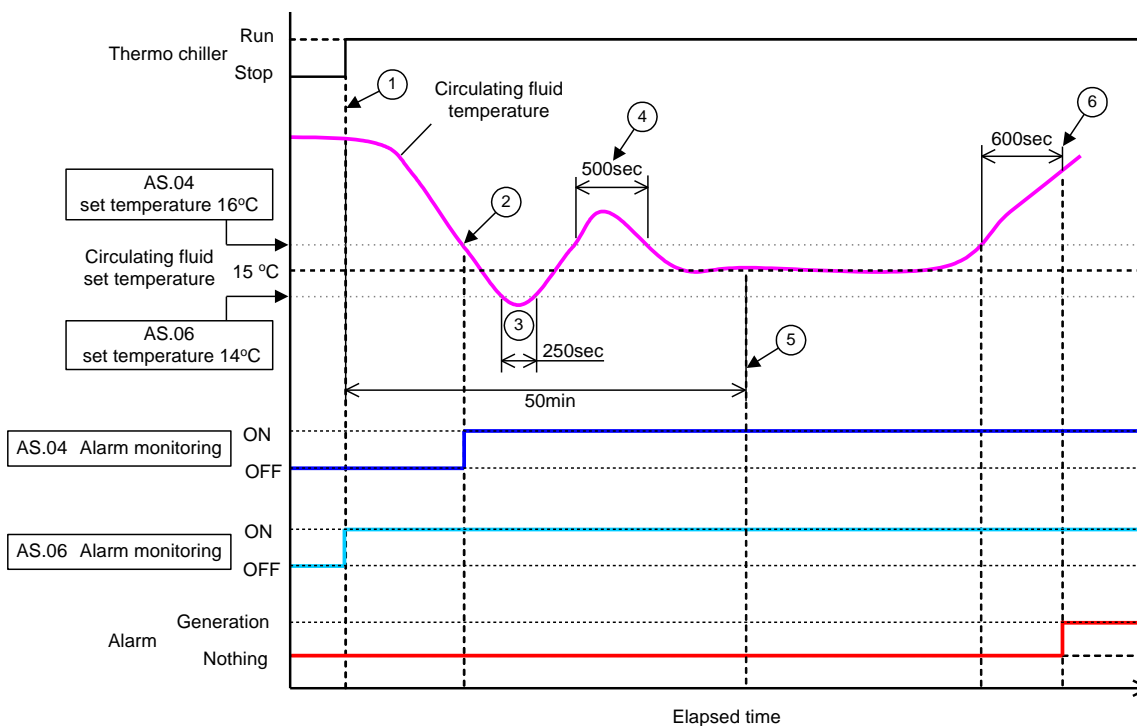 Run
Thermo chiller
Stop
1
Circulating fluid
temperature
4
6
500sec
600sec
AS.04
set temperature 16ºC
2
Circulating fluid
set temperature
15 ºC
3
AS.06
set temperature 14ºC
250sec
5
50min
ON
AS.04 Alarm monitoring
OFF
ON
AS.06 Alarm monitoring
OFF
Generation
Alarm
Nothing
Elapsed time